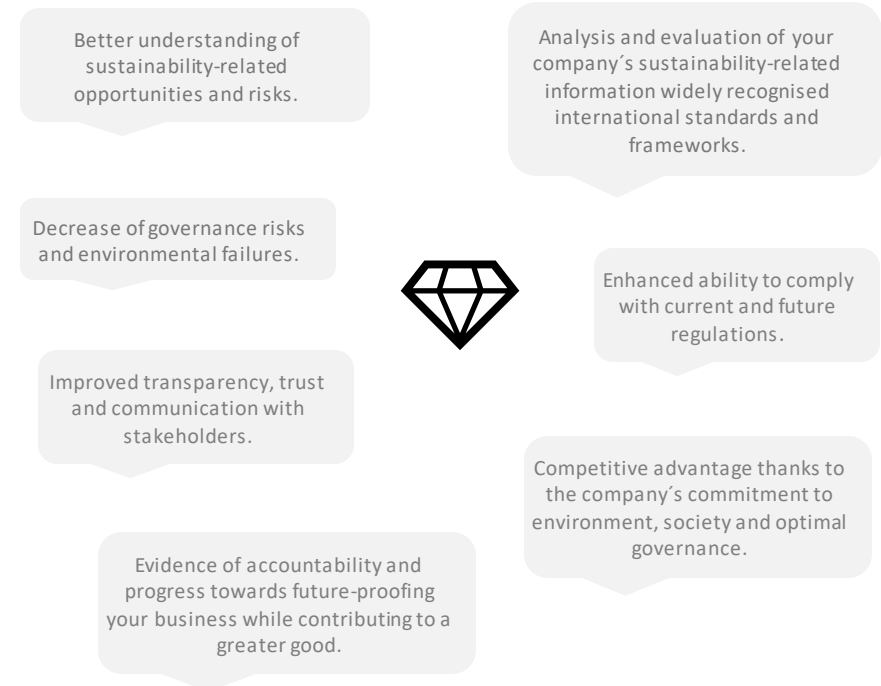 Better understanding of
sustainability-related
opportunities and risks.
Analysis and evaluation of your
company´s sustainability-related
information widely recognised
international standards and
frameworks.
Decrease of governance risks
and environmental failures.
Enhanced ability to comply
with current and future
regulations.
Improved transparency, trust
and communication with
stakeholders.
Competitive advantage thanks to
the company´s commitment to
environment, society and optimal
governance.
Evidence of accountability and
progress towards future-proofing
your business while contributing to a
greater good.